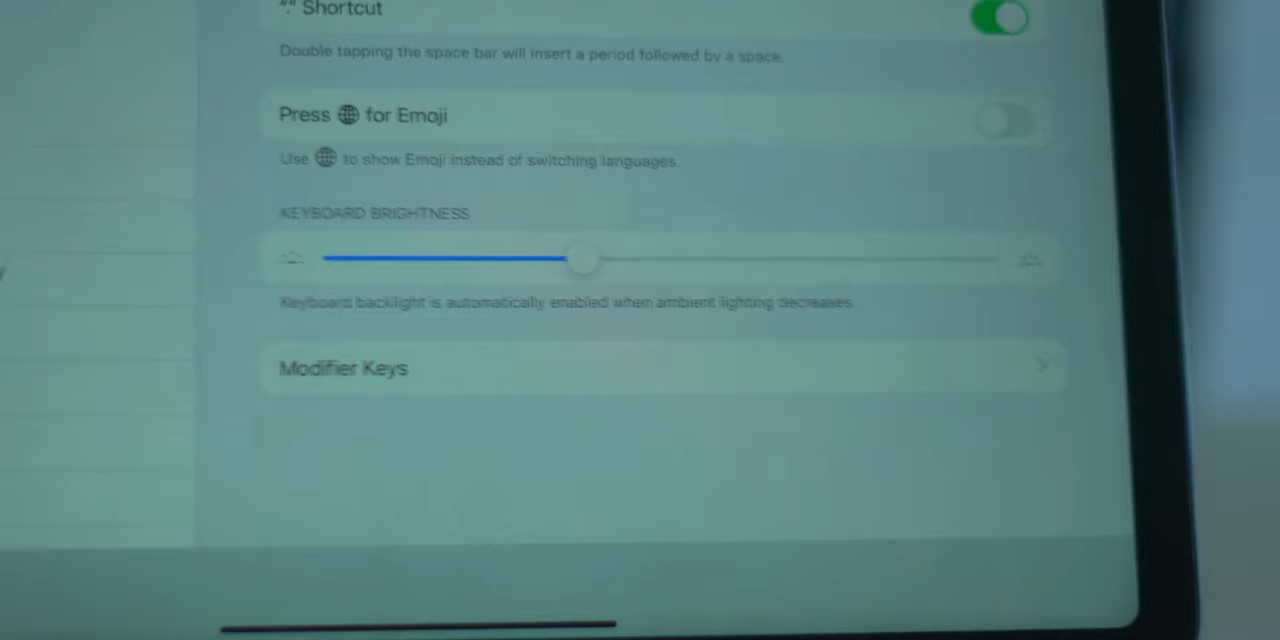 "." Shortcut
Double tapping the space bar will insert a period followed by a space.
Press 🌐 for Emoji
Use 🌐 to show Emoji instead of switching languages.
KEYBOARD BRIGHTNESS
Keyboard backlight is automatically enabled when ambient lighting decreases.
Modifier Keys